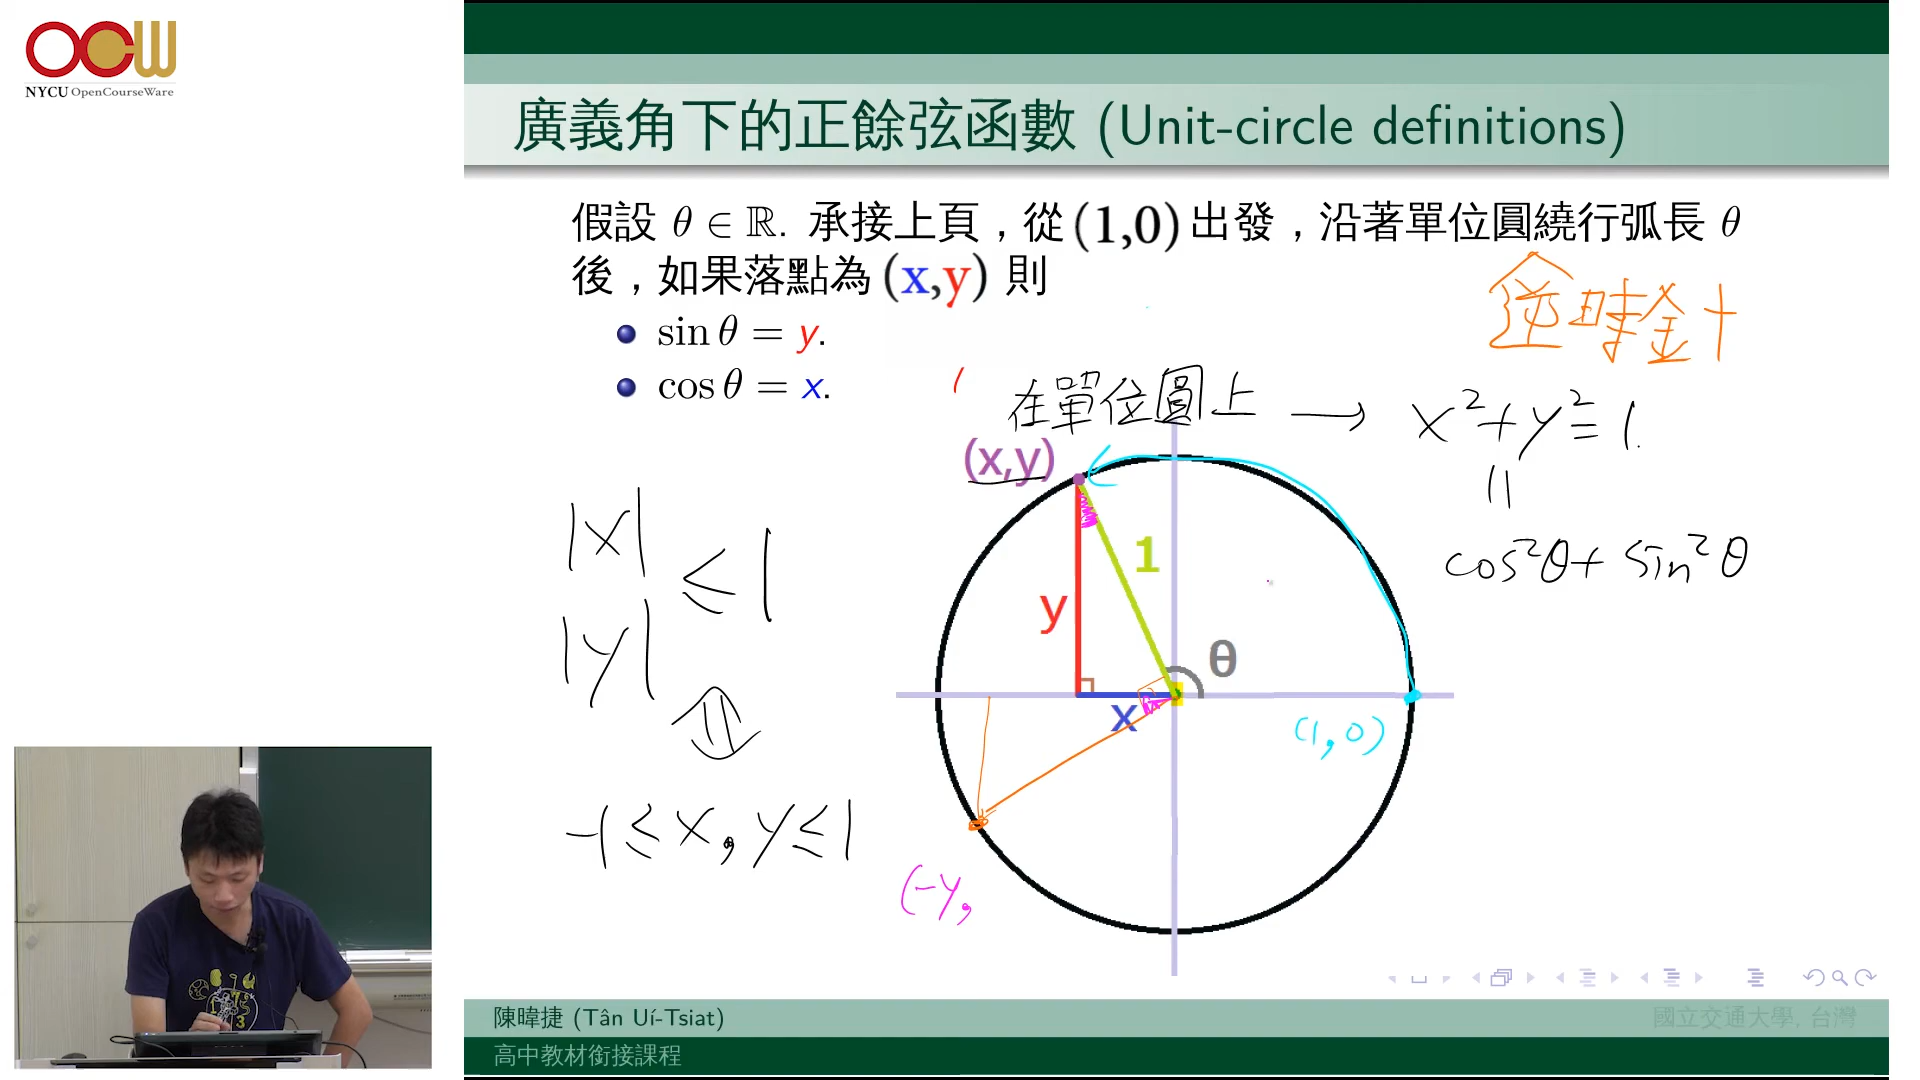 OCW
NYCU OpenCourseWare
廣義角下的正餘弦函數 (Unit-circle definitions)
假設 θ ∈ ℝ. 承接上頁，從 (1,0) 出發，沿著單位圓繞行弧長 θ
後，如果落點為 (x,y) 則
逆時針
sin θ = y.
cos θ = x.
在單位圓上 → x²+y²=1.
(x,y)
||
|x|
|y|
≤ 1
1
cos²θ + sin²θ
y
θ
x
(1,0)
⇕
-1 ≤ x, y ≤ 1
(-y,
陳暐捷 (Tân Uí-Tsiat)
國立交通大學, 台灣
高中教材銜接課程